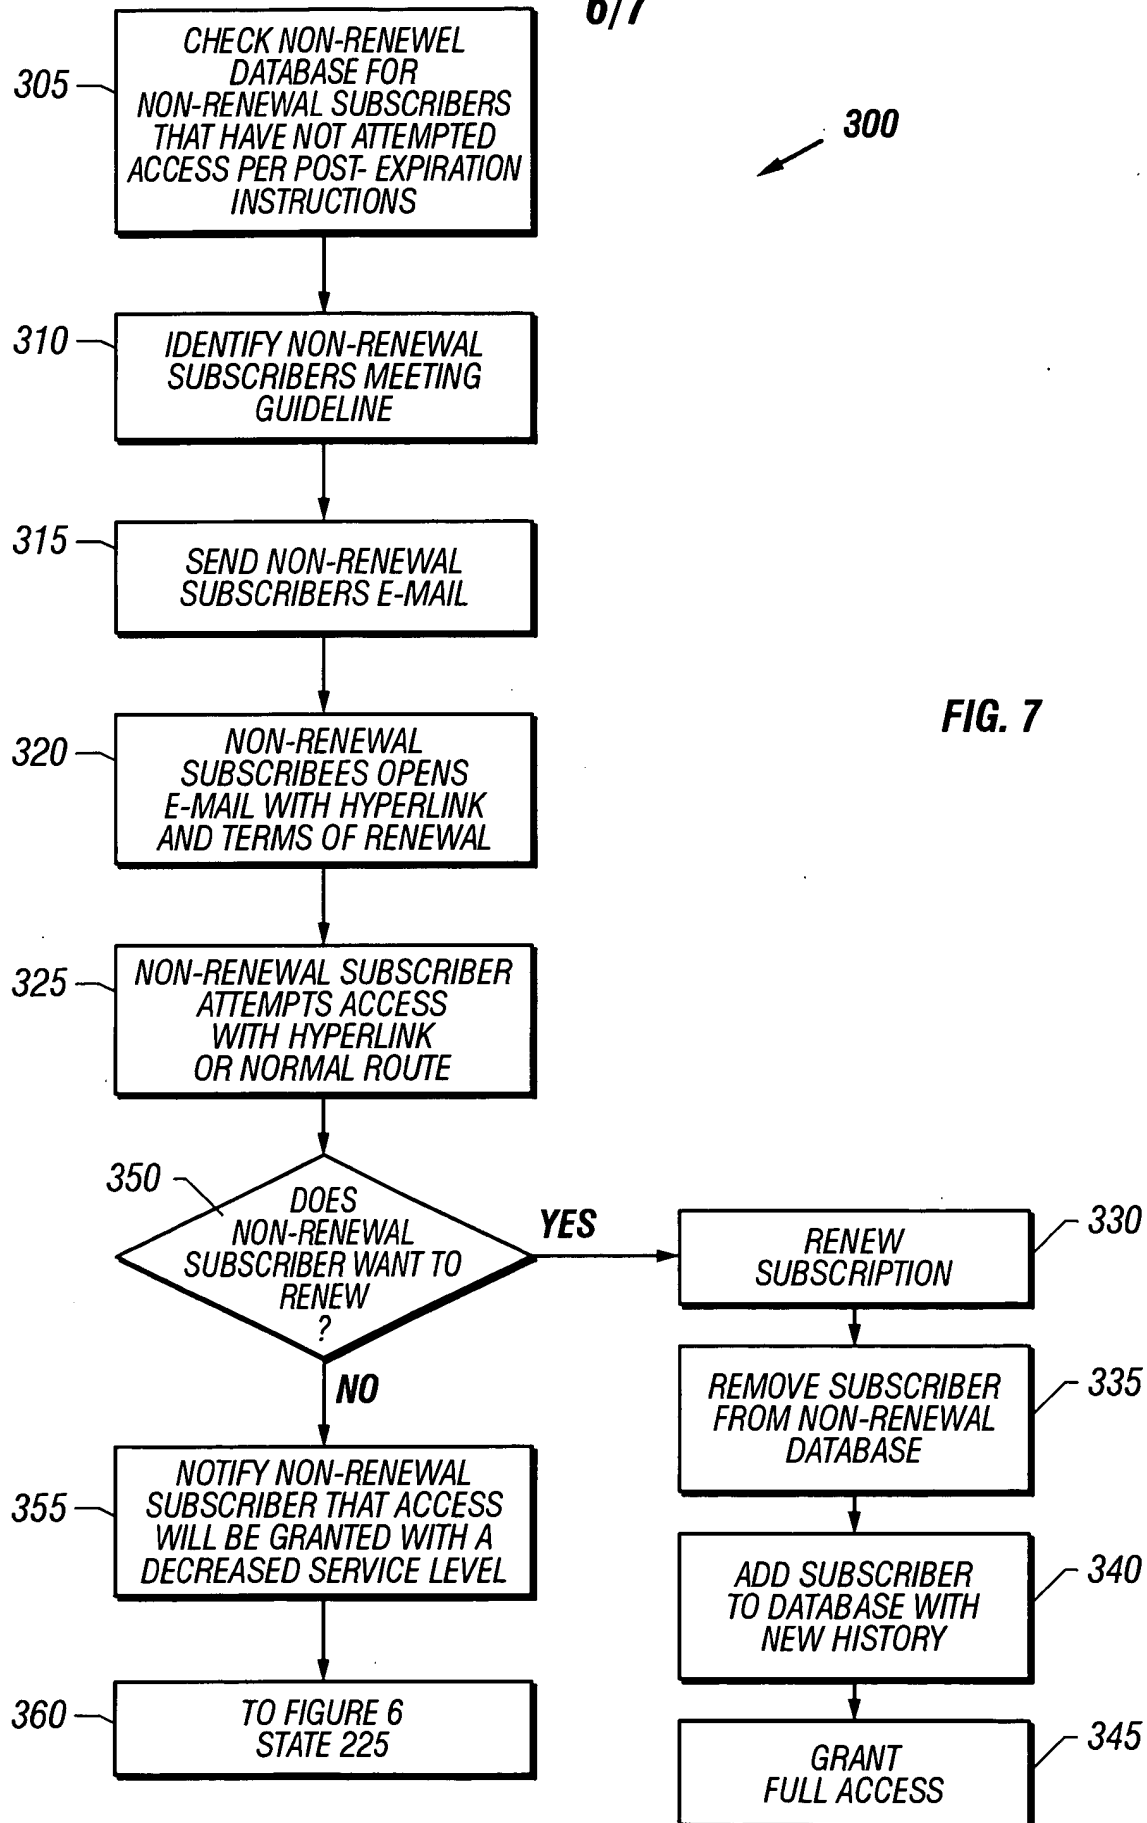 6/7
CHECK NON-RENEWEL
DATABASE FOR
NON-RENEWAL SUBSCRIBERS
THAT HAVE NOT ATTEMPTED
ACCESS PER POST- EXPIRATION
INSTRUCTIONS
305
300
310
IDENTIFY NON-RENEWAL
SUBSCRIBERS MEETING
GUIDELINE
315
SEND NON-RENEWAL
SUBSCRIBERS E-MAIL
320
NON-RENEWAL
SUBSCRIBEES OPENS
E-MAIL WITH HYPERLINK
AND TERMS OF RENEWAL
FIG. 7
325
NON-RENEWAL SUBSCRIBER
ATTEMPTS ACCESS
WITH HYPERLINK
OR NORMAL ROUTE
350
DOES
NON-RENEWAL
SUBSCRIBER WANT TO
RENEW
?
YES
NO
330
RENEW
SUBSCRIPTION
335
REMOVE SUBSCRIBER
FROM NON-RENEWAL
DATABASE
355
NOTIFY NON-RENEWAL
SUBSCRIBER THAT ACCESS
WILL BE GRANTED WITH A
DECREASED SERVICE LEVEL
340
ADD SUBSCRIBER
TO DATABASE WITH
NEW HISTORY
360
TO FIGURE 6
STATE 225
345
GRANT
FULL ACCESS